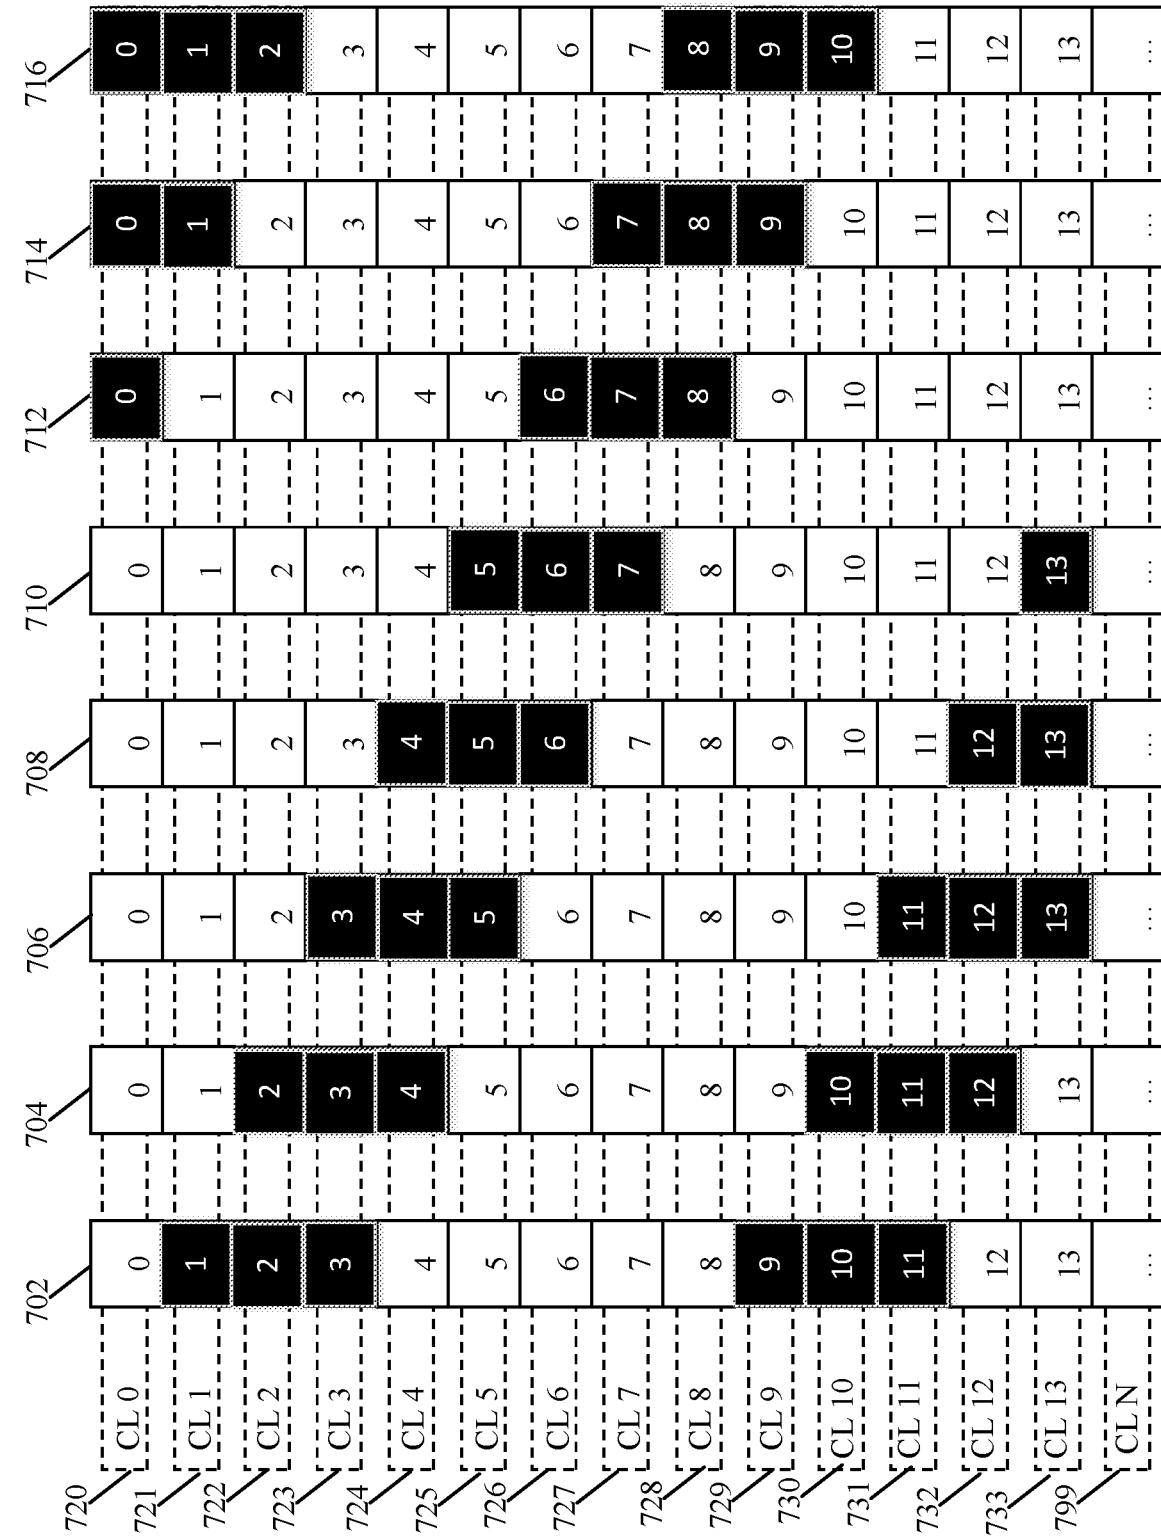 702 704 706 708 710 712 714 716
720 CL 0 0 0 0 0 0 0 0 0
721 CL 1 1 1 1 1 1 1 1 1
722 CL 2 2 2 2 2 2 2 2 2
723 CL 3 3 3 3 3 3 3 3 3
724 CL 4 4 4 4 4 4 4 4 4
725 CL 5 5 5 5 5 5 5 5 5
726 CL 6 6 6 6 6 6 6 6 6
727 CL 7 7 7 7 7 7 7 7 7
728 CL 8 8 8 8 8 8 8 8 8
729 CL 9 9 9 9 9 9 9 9 9
730 CL 10 10 10 10 10 10 10 10 10
731 CL 11 11 11 11 11 11 11 11 11
732 CL 12 12 12 12 12 12 12 12 12
733 CL 13 13 13 13 13 13 13 13 13
799 CL N ... ... ... ... ... ... ... ...